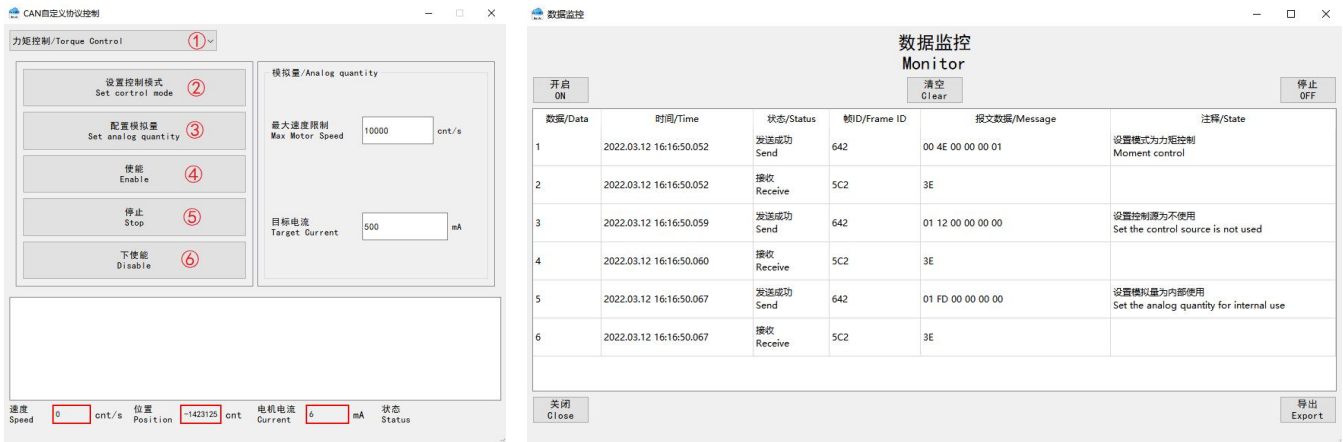 CAN自定义协议控制
力矩控制/Torque Control ①
设置控制模式
Set cortrol mode ②
配置模拟量
Set analog quantity ③
使能
Enable ④
停止
Stop ⑤
下使能
Disable ⑥
模拟量/Analog quantity
最大速度限制
Max Motor Speed 10000 cnt/s
目标电流
Target Current 500 mA
速度
Speed 0 cnt/s
位置
Position -1423125 cnt
电机电流
Current 6 mA
状态
Status
数据监控
数据监控
Monitor
开启
ON
清空
Clear
停止
OFF
数据/Data 时间/Time 状态/Status 帧ID/Frame ID 报文数据/Message 注释/State
1 2022.03.12 16:16:50.052 发送成功 Send 642 00 4E 00 00 00 01 设置模式为力矩控制 Moment control
2 2022.03.12 16:16:50.052 接收 Receive 5C2 3E
3 2022.03.12 16:16:50.059 发送成功 Send 642 01 12 00 00 00 00 设置控制源为不使用 Set the control source is not used
4 2022.03.12 16:16:50.060 接收 Receive 5C2 3E
5 2022.03.12 16:16:50.067 发送成功 Send 642 01 FD 00 00 00 00 设置模拟量为内部使用 Set the analog quantity for internal use
6 2022.03.12 16:16:50.067 接收 Receive 5C2 3E
关闭
Close
导出
Export